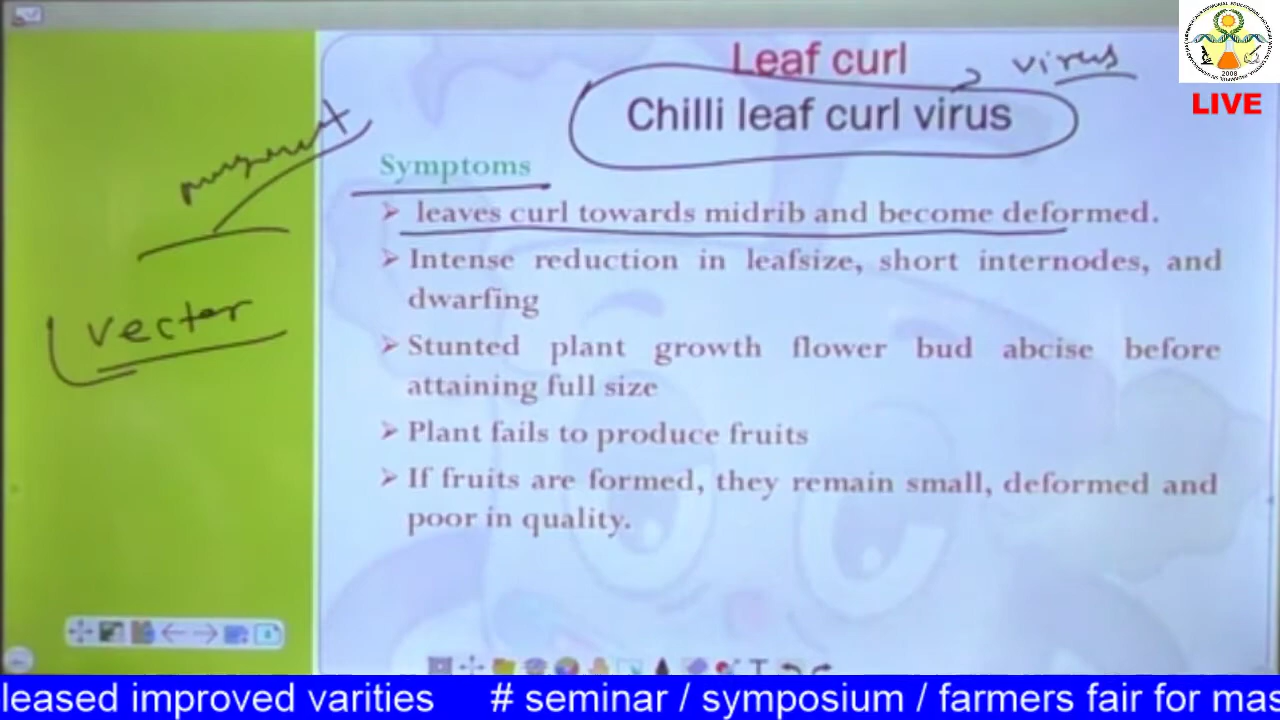 Leaf curl
virus
Chilli leaf curl virus
Symptoms
➤ leaves curl towards midrib and become deformed.
➤ Intense reduction in leafsize, short internodes, and
dwarfing
➤ Stunted plant growth flower bud abcise before
attaining full size
➤ Plant fails to produce fruits
➤ If fruits are formed, they remain small, deformed and
poor in quality.
vector
2008
LIVE
leased improved varities # seminar / symposium / farmers fair for mas